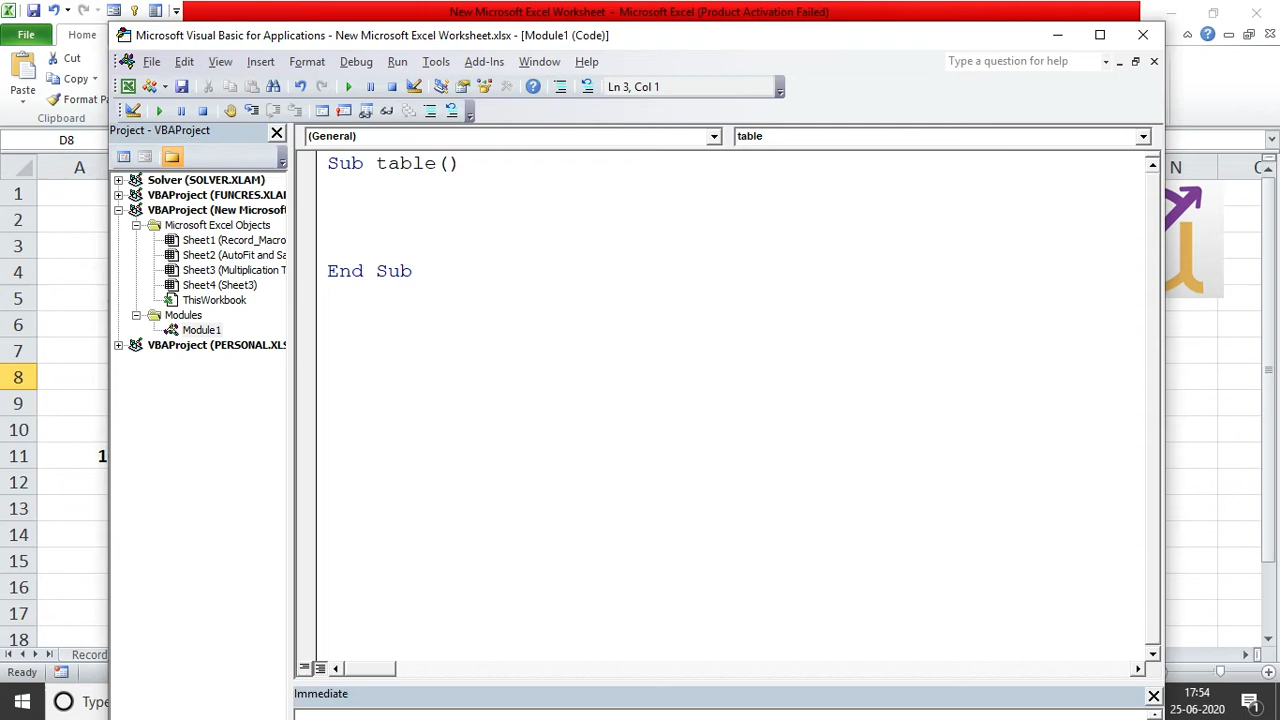 New Microsoft Excel Worksheet - Microsoft Excel (Product Activation Failed)
File
Home
Cut
Copy
Format Pa
Paste
Clipboard
D8
A
N
1
2
3
4
5
6
7
8
9
10
11
12
13
14
15
16
17
18
1
Microsoft Visual Basic for Applications - New Microsoft Excel Worksheet.xlsx - [Module1 (Code)]
File Edit View Insert Format Debug Run Tools Add-Ins Window Help
Type a question for help
Ln 3, Col 1
Project - VBAProject
Solver (SOLVER.XLAM)
VBAProject (FUNCRES.XLA
VBAProject (New Microsoft
Microsoft Excel Objects
Sheet1 (Record_Macro
Sheet2 (AutoFit and Sa
Sheet3 (Multiplication T
Sheet4 (Sheet3)
ThisWorkbook
Modules
Module1
VBAProject (PERSONAL.XLS
(General)
table
Sub table()
End Sub
Immediate
Record
Ready
Type
17:54
25-06-2020
1